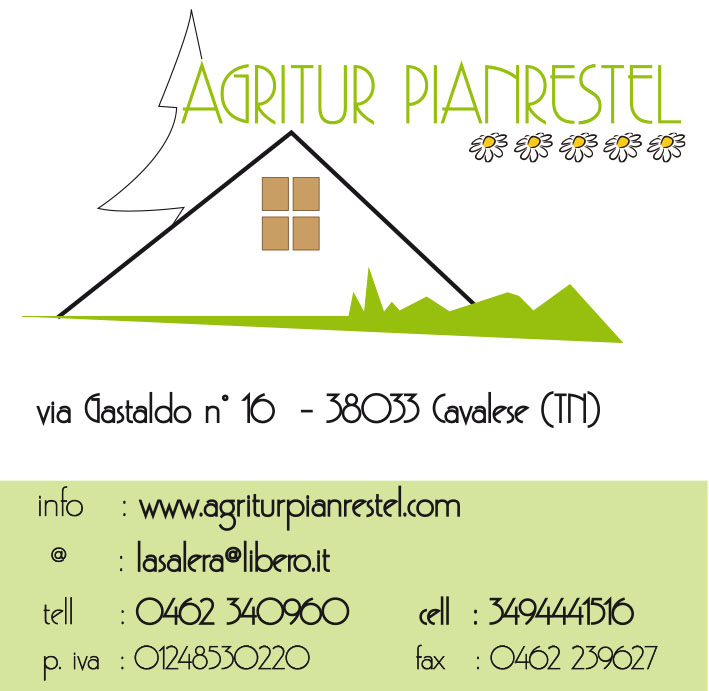 AGRITUR PIANRESTEL
via Gastaldo n° 16 - 38033 Cavalese (TN)
info : www.agriturpianrestel.com
@ : lasalera@libero.it
tell : 0462 340960 cell : 3494441516
p. iva : 01248530220 fax : 0462 239627